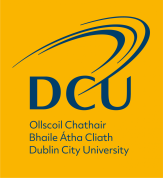 DCU
Ollscoil Chathair
Bhaile Átha Cliath
Dublin City University